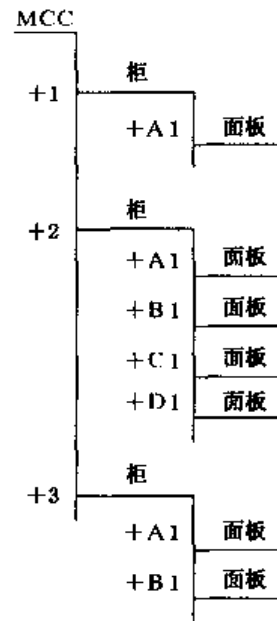 MCC
柜
+1
+A1 面板
柜
+2
+A1 面板
+B1 面板
+C1 面板
+D1 面板
柜
+3
+A1 面板
+B1 面板